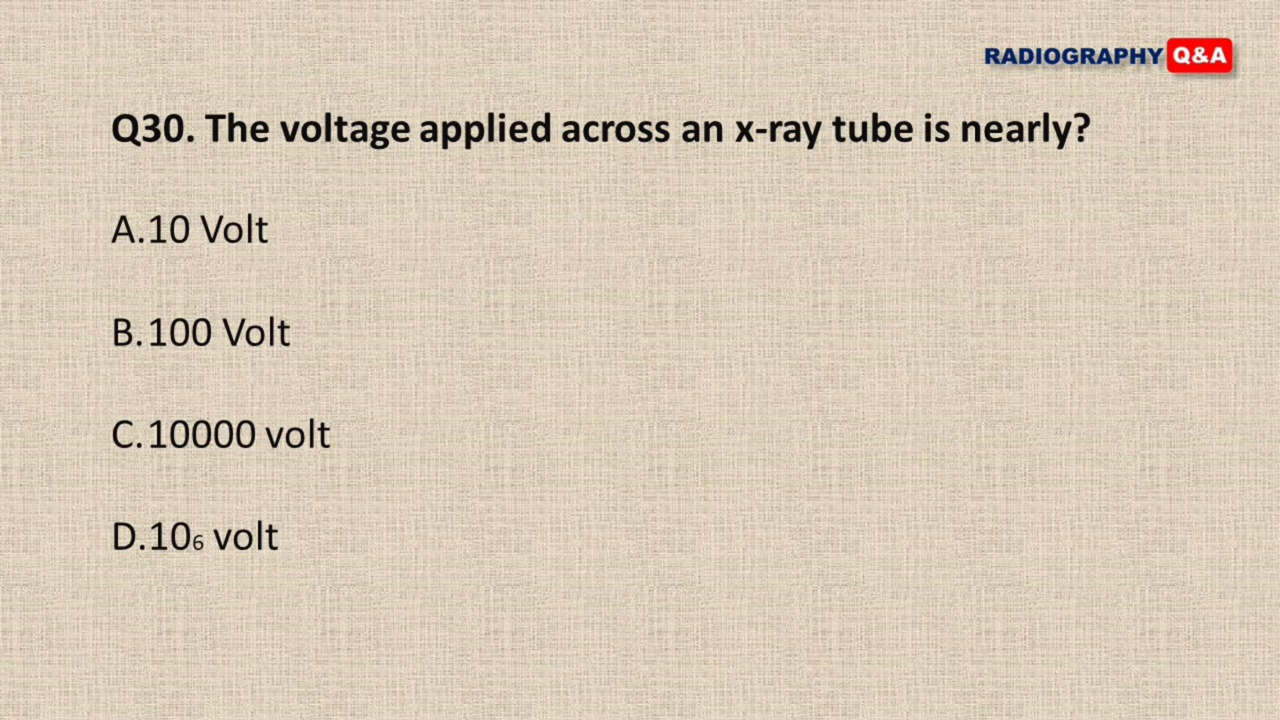 RADIOGRAPHY Q&A
Q30. The voltage applied across an x-ray tube is nearly?
A.10 Volt
B.100 Volt
C.10000 volt
D.10₆ volt